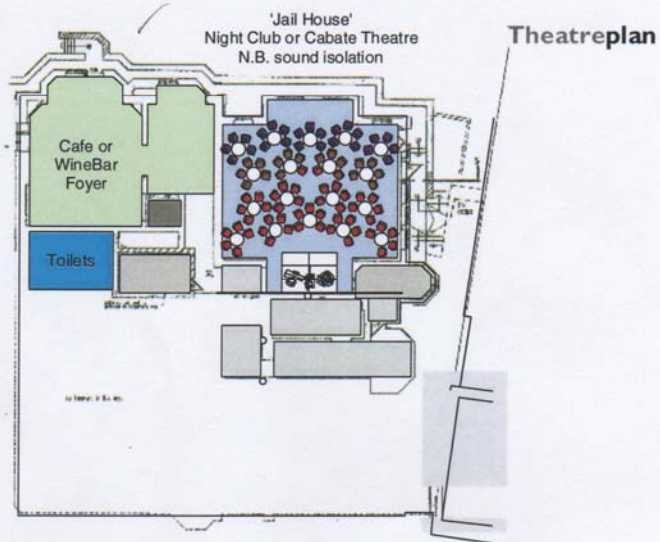 'Jail House'
Night Club or Cabate Theatre
N.B. sound isolation
Theatreplan
Cafe or
WineBar
Foyer
Toilets